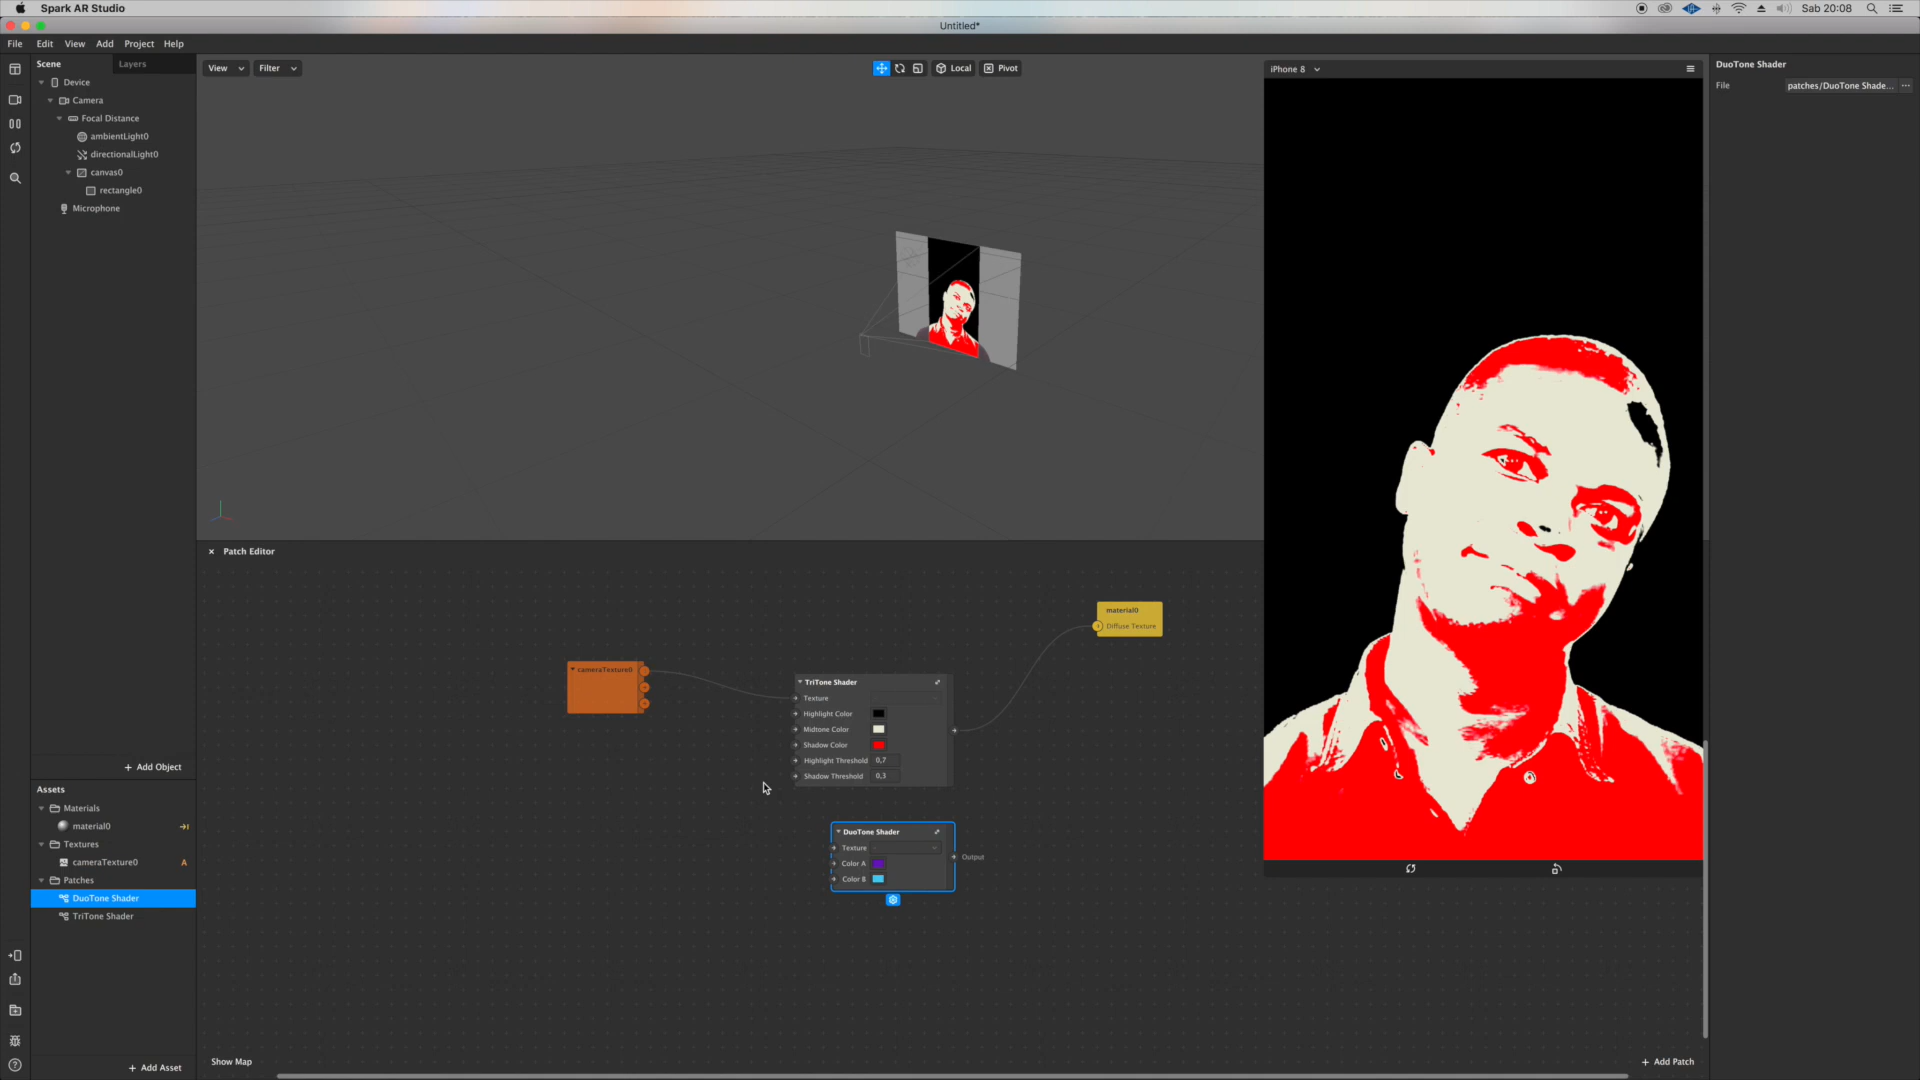 Spark AR Studio
Sab 20:08
Untitled*
File Edit View Add Project Help
Scene Layers
Device
Camera
Focal Distance
ambientLight0
directionalLight0
canvas0
rectangle0
Microphone
+ Add Object
Assets
Materials
material0
Textures
cameraTexture0 A
Patches
DuoTone Shader
TriTone Shader
+ Add Asset
View Filter
Local Pivot
iPhone 8
DuoTone Shader
File patches/DuoTone Shade... ...
× Patch Editor
cameraTexture0
TriTone Shader
Texture
Highlight Color
Midtone Color
Shadow Color
Highlight Threshold 0,7
Shadow Threshold 0,3
material0
Diffuse Texture
DuoTone Shader
Texture
Color A
Color B
Output
Show Map
+ Add Patch